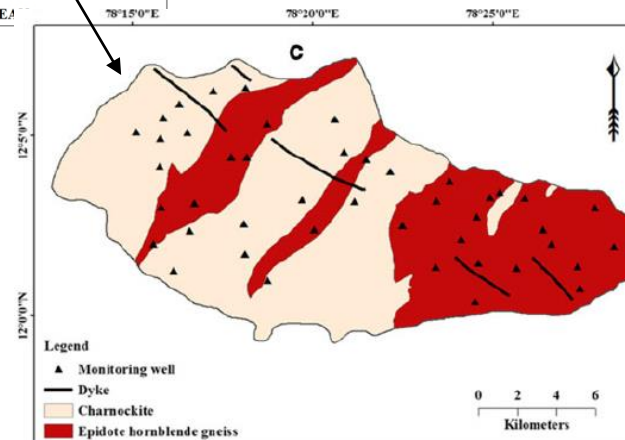 78°15'0"E 78°20'0"E 78°25'0"E
C
12°5'0"N
12°0'0"N
Legend
Monitoring well
Dyke
Charnockite
Epidote hornblende gneiss
0 2 4 6
Kilometers